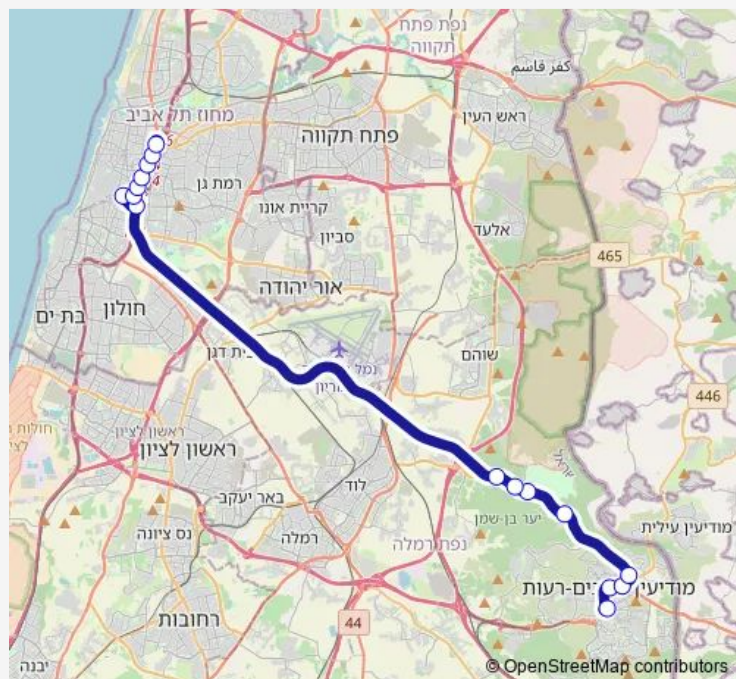 נפת פתח
תקווה
כפר קאסם
מחוז תל אביב
ראש העין
פתח תקווה
רמת גן
קריית אונו
אלעד
סביון
465
אור יהודה
חולון
בת ים
שוהם
446
ראשון לציון
ראשון לציון
לוד
באר יעקב
יער בן-שמן
מודיעין עילית
נס ציונה
רמלה
נפת רמלה
רחובות
44
יבנה
© OpenStreetMap contributors